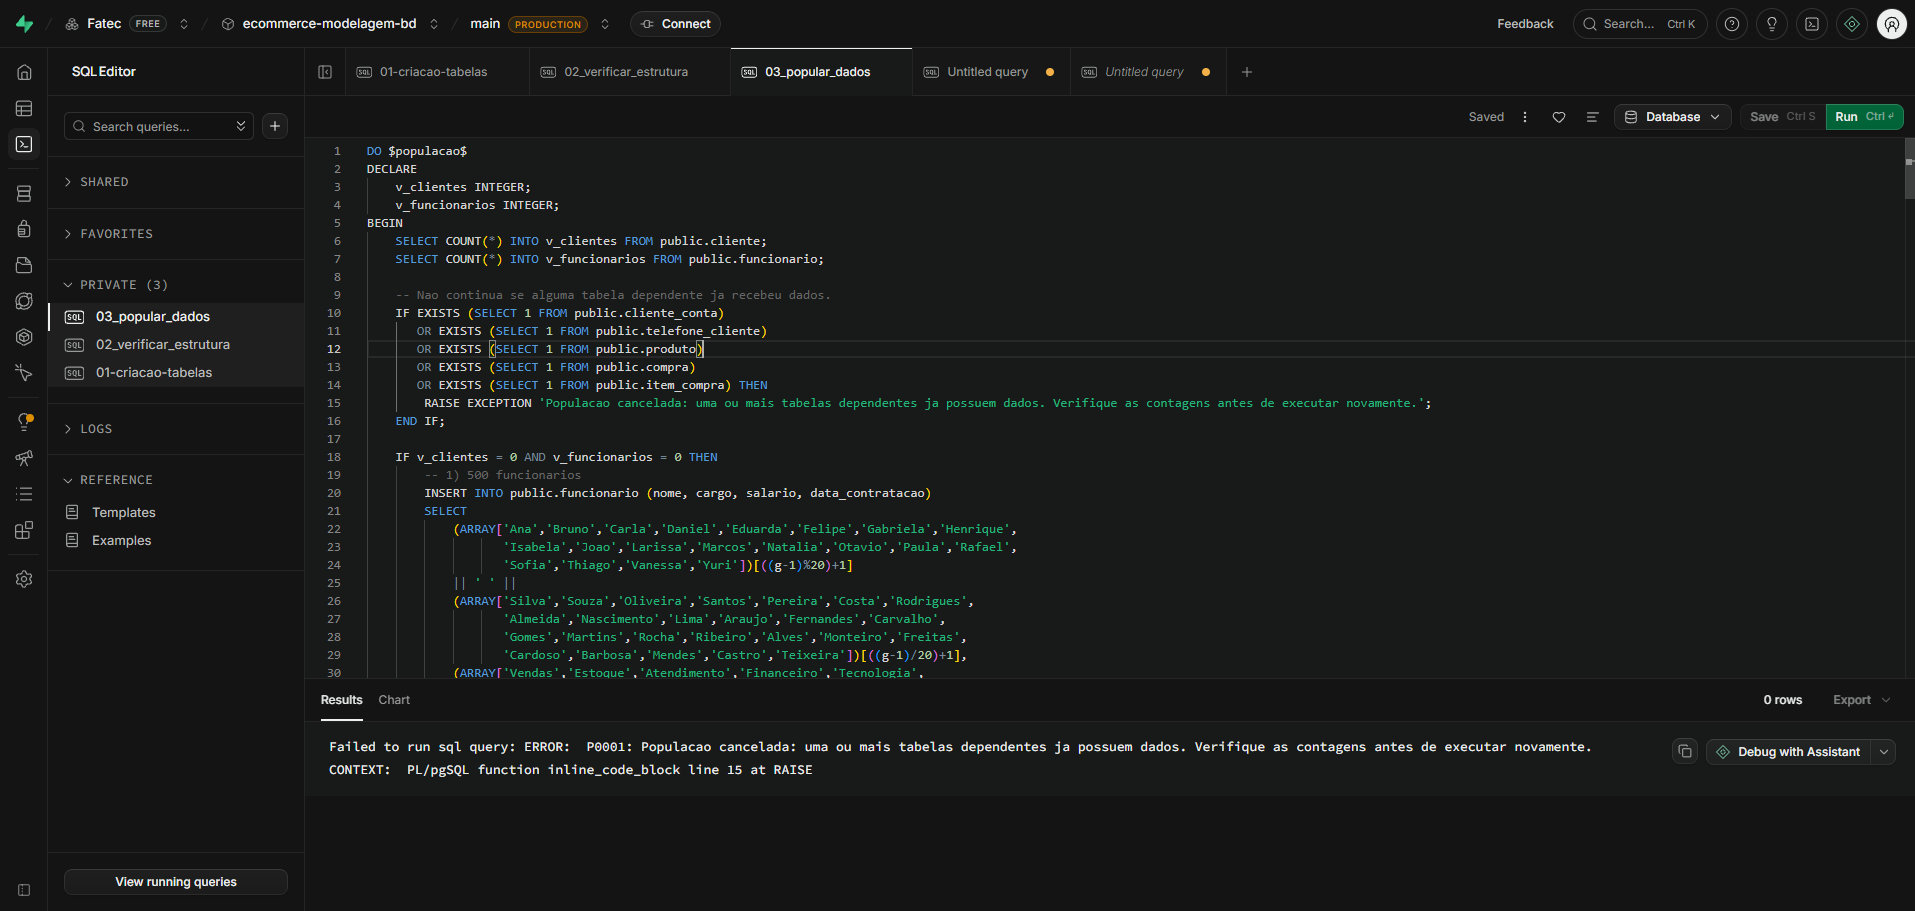 Fatec FREE ecommerce-modelagem-bd main PRODUCTION Connect Feedback Search... Ctrl K
SQL Editor
01-criacao-tabelas 02_verificar_estrutura 03_popular_dados Untitled query Untitled query
Search queries...
Saved Database Save Ctrl S Run Ctrl ↵
SHARED
FAVORITES
PRIVATE (3)
SQL 03_popular_dados
SQL 02_verificar_estrutura
SQL 01-criacao-tabelas
LOGS
REFERENCE
Templates
Examples
View running queries
1 DO $populacao$
2 DECLARE
3 v_clientes INTEGER;
4 v_funcionarios INTEGER;
5 BEGIN
6 SELECT COUNT(*) INTO v_clientes FROM public.cliente;
7 SELECT COUNT(*) INTO v_funcionarios FROM public.funcionario;
8
9 -- Nao continua se alguma tabela dependente ja recebeu dados.
10 IF EXISTS (SELECT 1 FROM public.cliente_conta)
11 OR EXISTS (SELECT 1 FROM public.telefone_cliente)
12 OR EXISTS (SELECT 1 FROM public.produto)
13 OR EXISTS (SELECT 1 FROM public.compra)
14 OR EXISTS (SELECT 1 FROM public.item_compra) THEN
15 RAISE EXCEPTION 'Populacao cancelada: uma ou mais tabelas dependentes ja possuem dados. Verifique as contagens antes de executar novamente.';
16 END IF;
17
18 IF v_clientes = 0 AND v_funcionarios = 0 THEN
19 -- 1) 500 funcionarios
20 INSERT INTO public.funcionario (nome, cargo, salario, data_contratacao)
21 SELECT
22 (ARRAY['Ana','Bruno','Carla','Daniel','Eduarda','Felipe','Gabriela','Henrique',
23 'Isabela','Joao','Larissa','Marcos','Natalia','Otavio','Paula','Rafael',
24 'Sofia','Thiago','Vanessa','Yuri'])[((g-1)%20)+1]
25 || ' ' ||
26 (ARRAY['Silva','Souza','Oliveira','Santos','Pereira','Costa','Rodrigues',
27 'Almeida','Nascimento','Lima','Araujo','Fernandes','Carvalho',
28 'Gomes','Martins','Rocha','Ribeiro','Alves','Monteiro','Freitas',
29 'Cardoso','Barbosa','Mendes','Castro','Teixeira'])[((g-1)/20)+1],
30 (ARRAY['Vendas','Estoque','Atendimento','Financeiro','Tecnologia',
Results Chart 0 rows Export
Failed to run sql query: ERROR: P0001: Populacao cancelada: uma ou mais tabelas dependentes ja possuem dados. Verifique as contagens antes de executar novamente.
CONTEXT: PL/pgSQL function inline_code_block line 15 at RAISE
Debug with Assistant